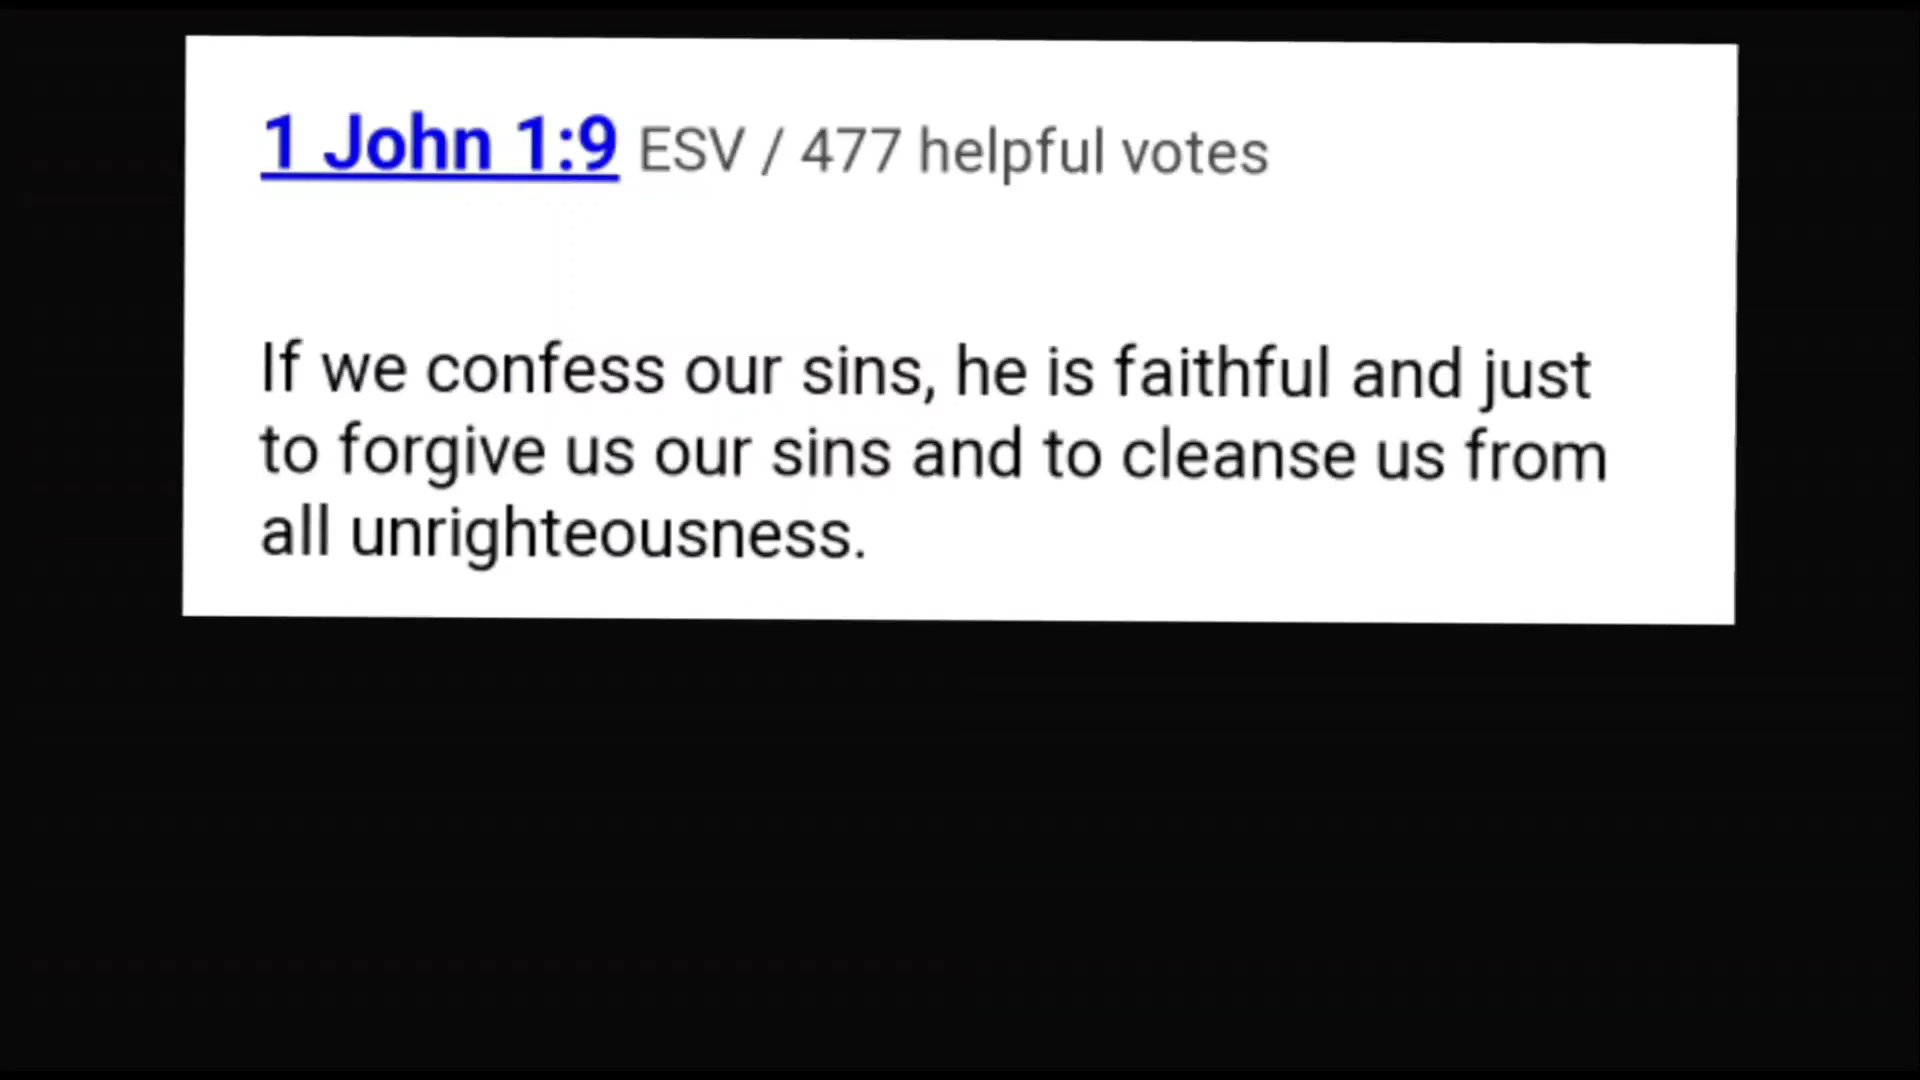 1 John 1:9 ESV / 477 helpful votes
If we confess our sins, he is faithful and just
to forgive us our sins and to cleanse us from
all unrighteousness.